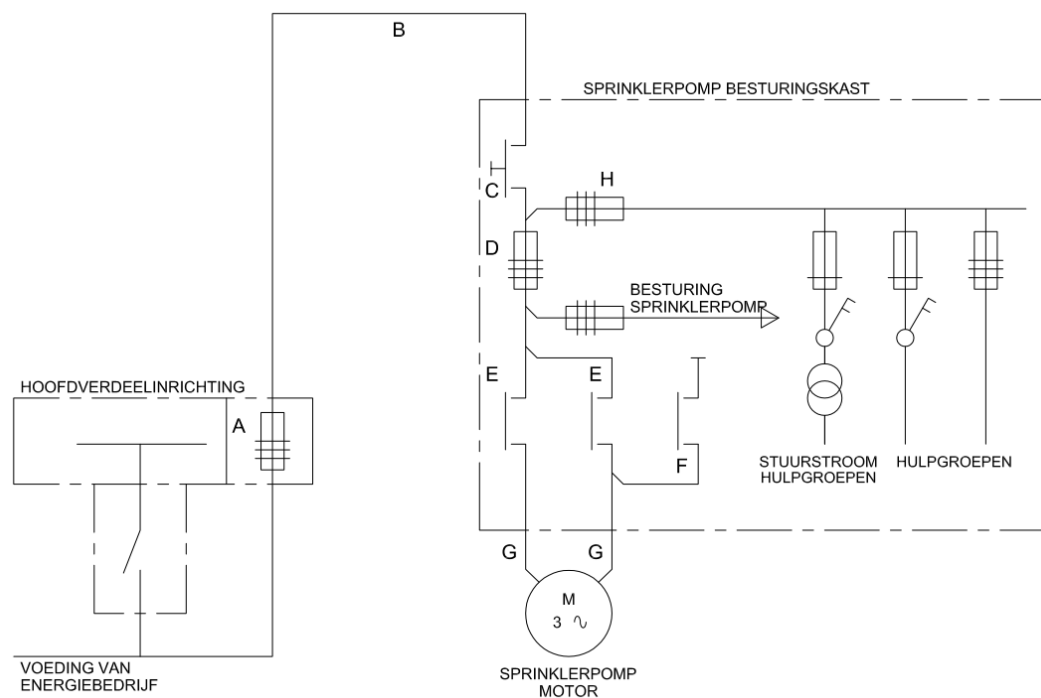 B
SPRINKLERPOMP BESTURINGSKAST
C
H
D
BESTURING
SPRINKLERPOMP
HOOFDVERDEELINRICHTING
A
E
E
F
STUURSTROOM
HULPGROEPEN
HULPGROEPEN
G
G
M
3 ∿
VOEDING VAN
ENERGIEBEDRIJF
SPRINKLERPOMP
MOTOR